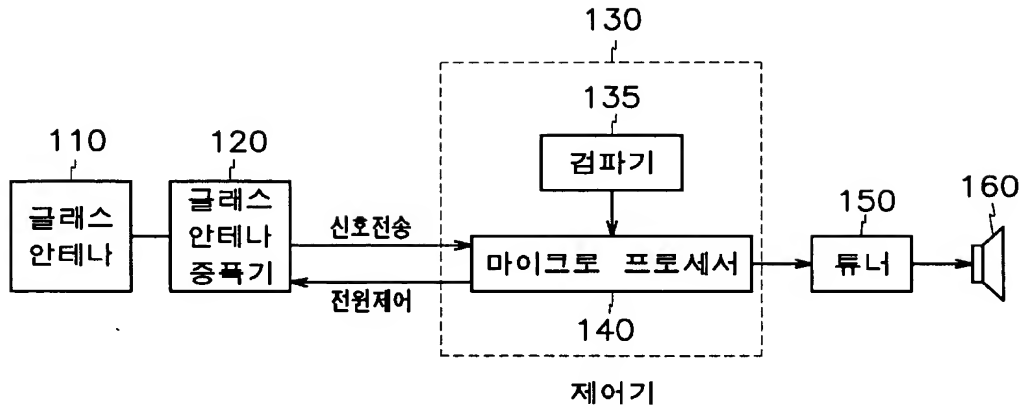 130
135
검파기
110
글래스
안테나
120
글래스
안테나
증폭기
신호전송
전원제어
마이크로 프로세서
140
150
튜너
160
제어기